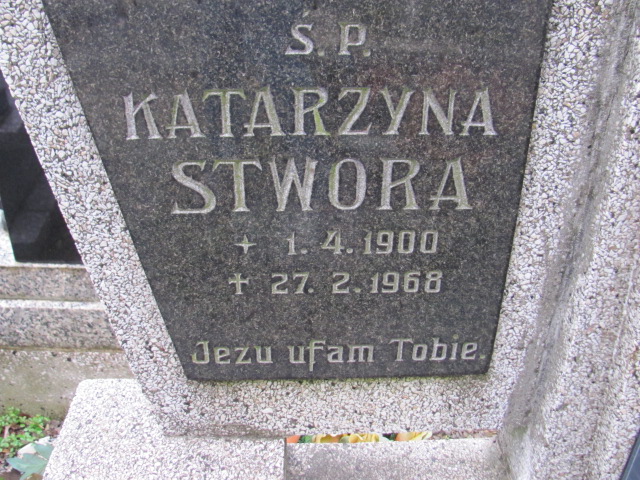 Ś.P.
KATARZYNA
STWORA
+ 1. 4. 1900
✝ 27. 2. 1968
Jezu ufam Tobie.